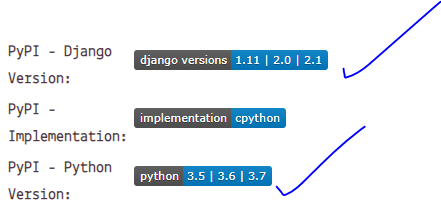 PyPI - Django
Version:
django versions 1.11 | 2.0 | 2.1
PyPI -
Implementation:
implementation cpython
PyPI - Python
Version:
python 3.5 | 3.6 | 3.7